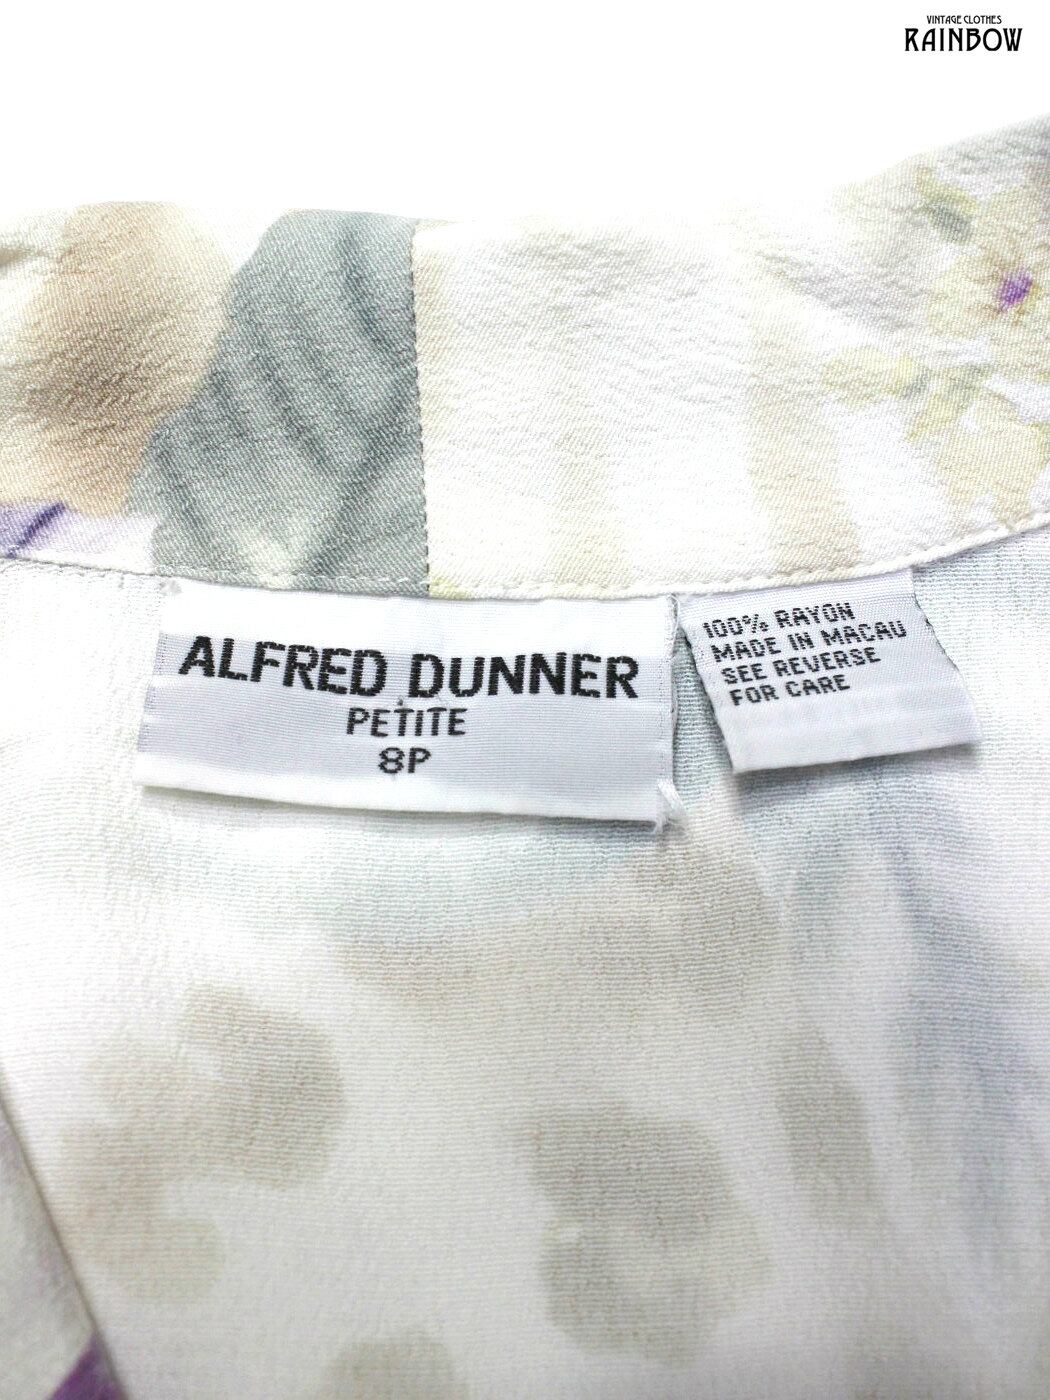 VINTAGE CLOTHES
RAINBOW
ALFRED DUNNER
PETITE
8P
100% RAYON
MADE IN MACAU
SEE REVERSE
FOR CARE